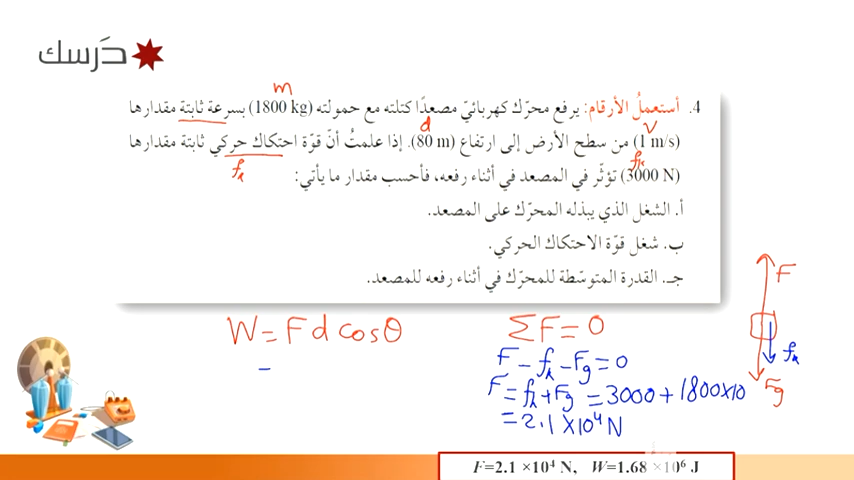 حَرسك
m
4. أستعملُ الأرقام: يرفع محرّك كهربائيّ مصعدًا كتلته مع حمولته (1800 kg) بسرعة ثابتة مقدارها
d V
(1 m/s) من سطح الأرض إلى ارتفاع (80 m). إذا علمتُ أنّ قوّة احتكاك حركي ثابتة مقدارها
fk fk
(3000 N) تؤثّر في المصعد في أثناء رفعه، فأحسب مقدار ما يأتي:
أ. الشغل الذي يبذله المحرّك على المصعد.
ب. شغل قوّة الاحتكاك الحركي.
جـ. القدرة المتوسّطة للمحرّك في أثناء رفعه للمصعد.
F
fk
Fg
W = F d cosθ
=
ΣF = 0
F - fk - Fg = 0
F = fk + Fg = 3000 + 1800×10
= 2.1 × 10⁴ N
F=2.1 ×10⁴ N, W=1.68 ×10⁶ J